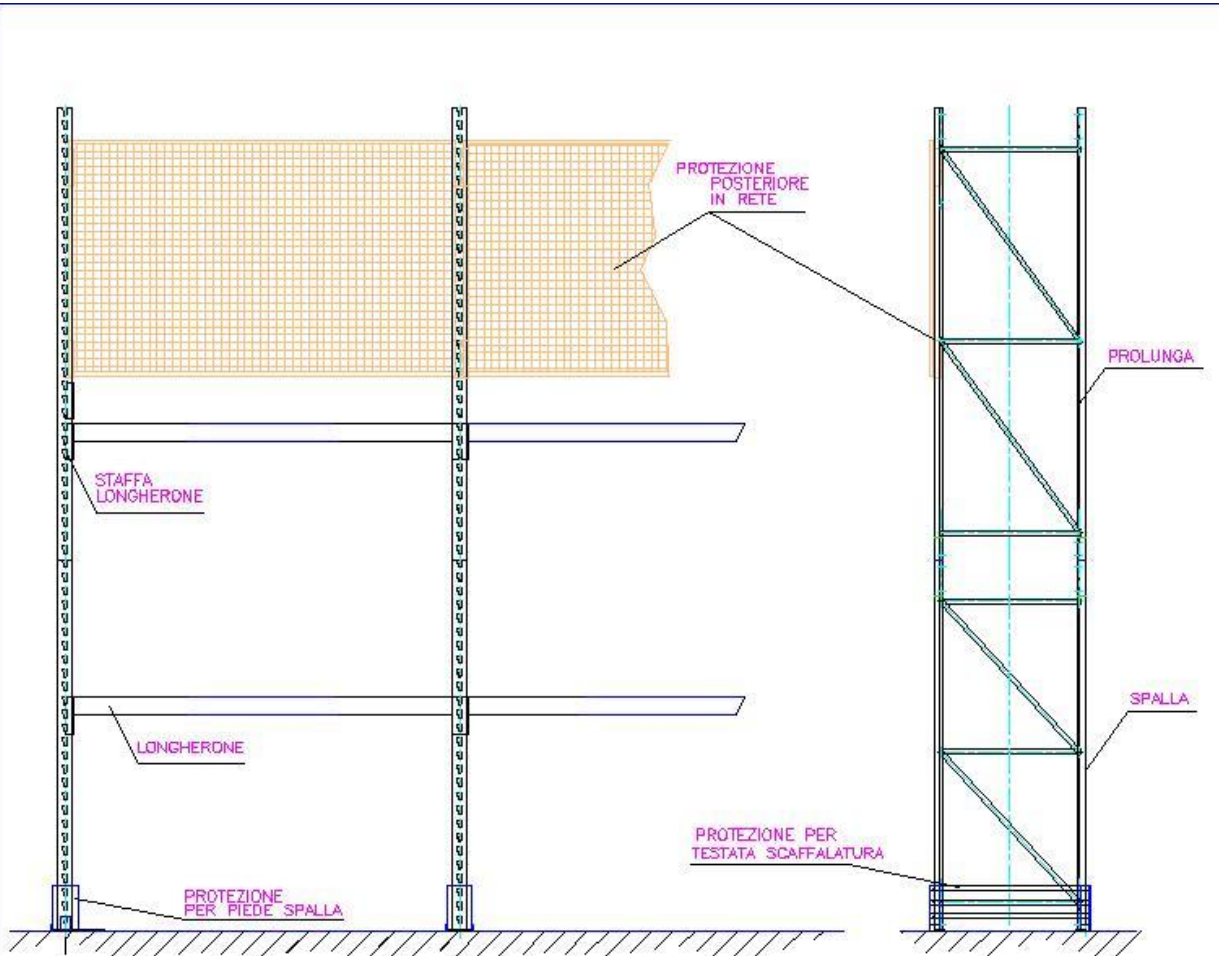 PROTEZIONE
POSTERIORE
IN RETE
PROLUNGA
STAFFA
LONGHERONE
SPALLA
LONGHERONE
PROTEZIONE PER
TESTATA SCAFFALATURA
PROTEZIONE
PER PIEDE SPALLA